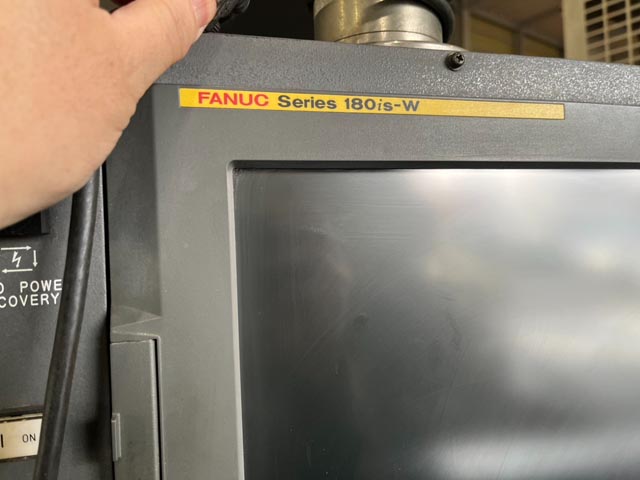 FANUC Series 180is-W
POWE
COVERY
ON